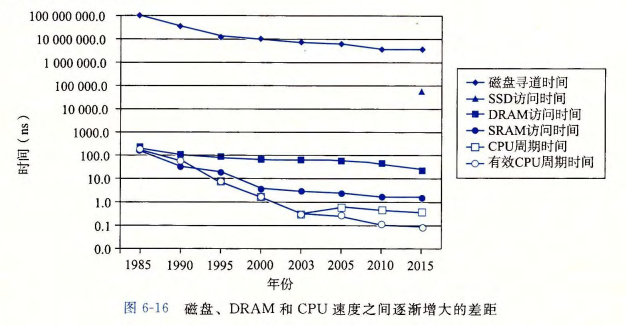 100 000 000.0
10 000 000.0
1 000 000.0
100 000.0
10 000.0
1000.0
100.0
10.0
1.0
0.1
0.0
时间（ns）
1985 1990 1995 2000 2003 2005 2010 2015
年份
磁盘寻道时间
SSD访问时间
DRAM访问时间
SRAM访问时间
CPU周期时间
有效CPU周期时间
图 6-16 磁盘、DRAM 和 CPU 速度之间逐渐增大的差距